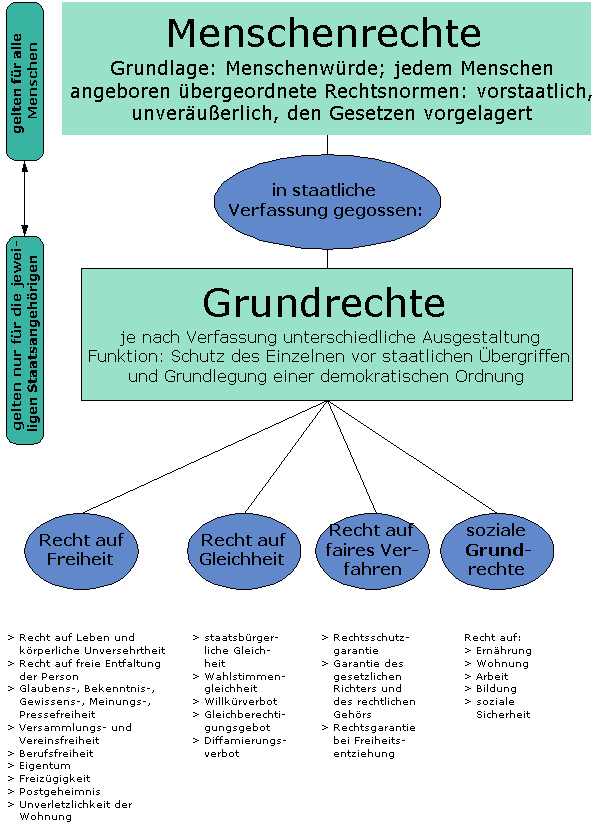 gelten für alle
Menschen
Menschenrechte
Grundlage: Menschenwürde; jedem Menschen
angeboren übergeordnete Rechtsnormen: vorstaatlich,
unveräußerlich, den Gesetzen vorgelagert
in staatliche
Verfassung gegossen:
gelten nur für die jewei-
ligen Staatsangehörigen
Grundrechte
je nach Verfassung unterschiedliche Ausgestaltung
Funktion: Schutz des Einzelnen vor staatlichen Übergriffen
und Grundlegung einer demokratischen Ordnung
Recht auf
Freiheit
Recht auf
Gleichheit
Recht auf
faires Ver-
fahren
soziale
Grund-
rechte
> Recht auf Leben und
körperliche Unversehrtheit
> Recht auf freie Entfaltung
der Person
> Glaubens-, Bekenntnis-,
Gewissens-, Meinungs-,
Pressefreiheit
> Versammlungs- und
Vereinsfreiheit
> Berufsfreiheit
> Eigentum
> Freizügigkeit
> Postgeheimnis
> Unverletzlichkeit der
Wohnung
> staatsbürger-
liche Gleich-
heit
> Wahlstimmen-
gleichheit
> Willkürverbot
> Gleichberechti-
gungsgebot
> Diffamierungs-
verbot
> Rechtsschutz-
garantie
> Garantie des
gesetzlichen
Richters und
des rechtlichen
Gehörs
> Rechtsgarantie
bei Freiheits-
entziehung
Recht auf:
> Ernährung
> Wohnung
> Arbeit
> Bildung
> soziale
Sicherheit